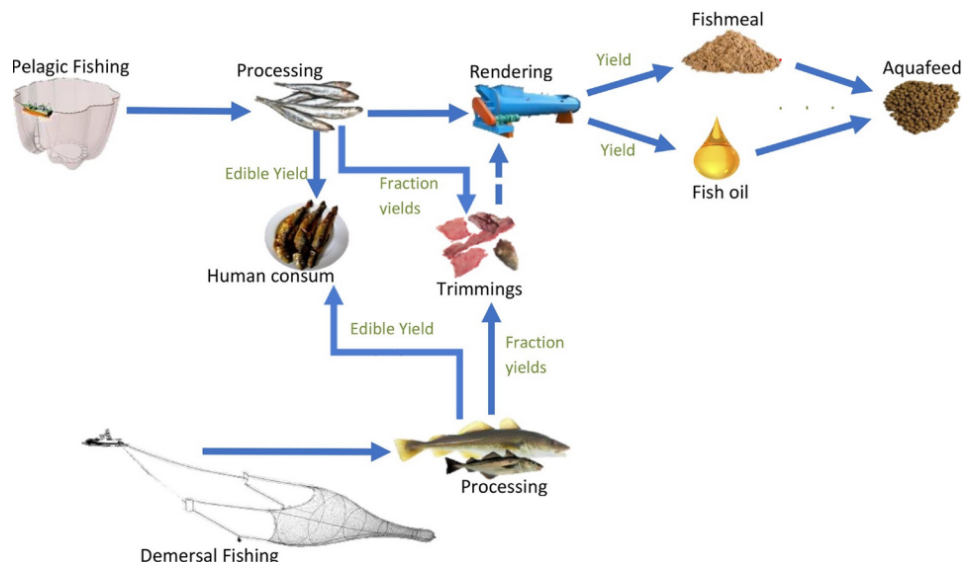 Fishmeal
Pelagic Fishing
Processing
Rendering
Yield
Aquafeed
Yield
Edible Yield
Fraction
yields
Fish oil
Human consum
Trimmings
Edible Yield
Fraction
yields
Processing
Demersal Fishing